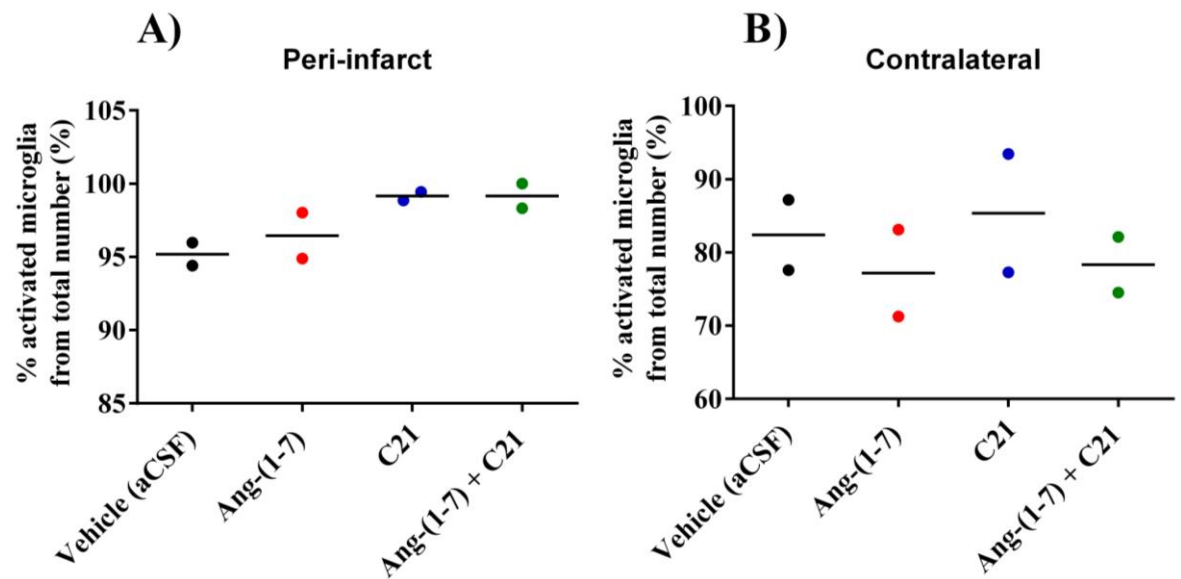 A)
Peri-infarct
% activated microglia
from total number (%)
105
100
95
90
85
Vehicle (aCSF)
Ang-(1-7)
C21
Ang-(1-7) + C21
B)
Contralateral
% activated microglia
from total number (%)
100
90
80
70
60
Vehicle (aCSF)
Ang-(1-7)
C21
Ang-(1-7) + C21